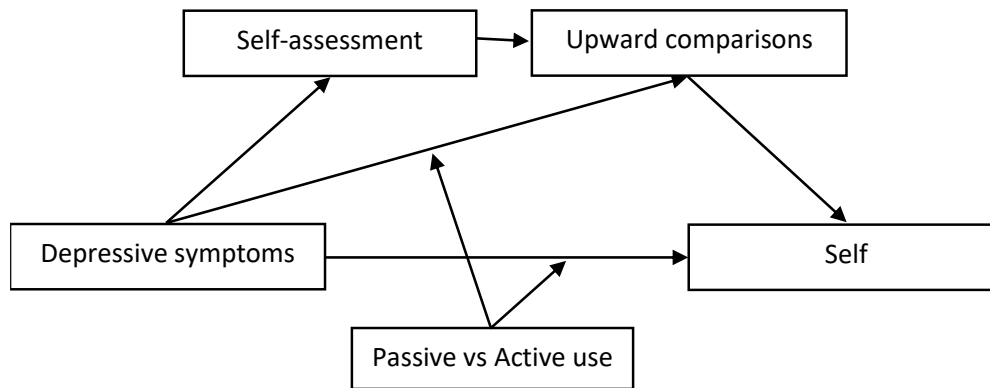 Self-assessment
Upward comparisons
Depressive symptoms
Self
Passive vs Active use